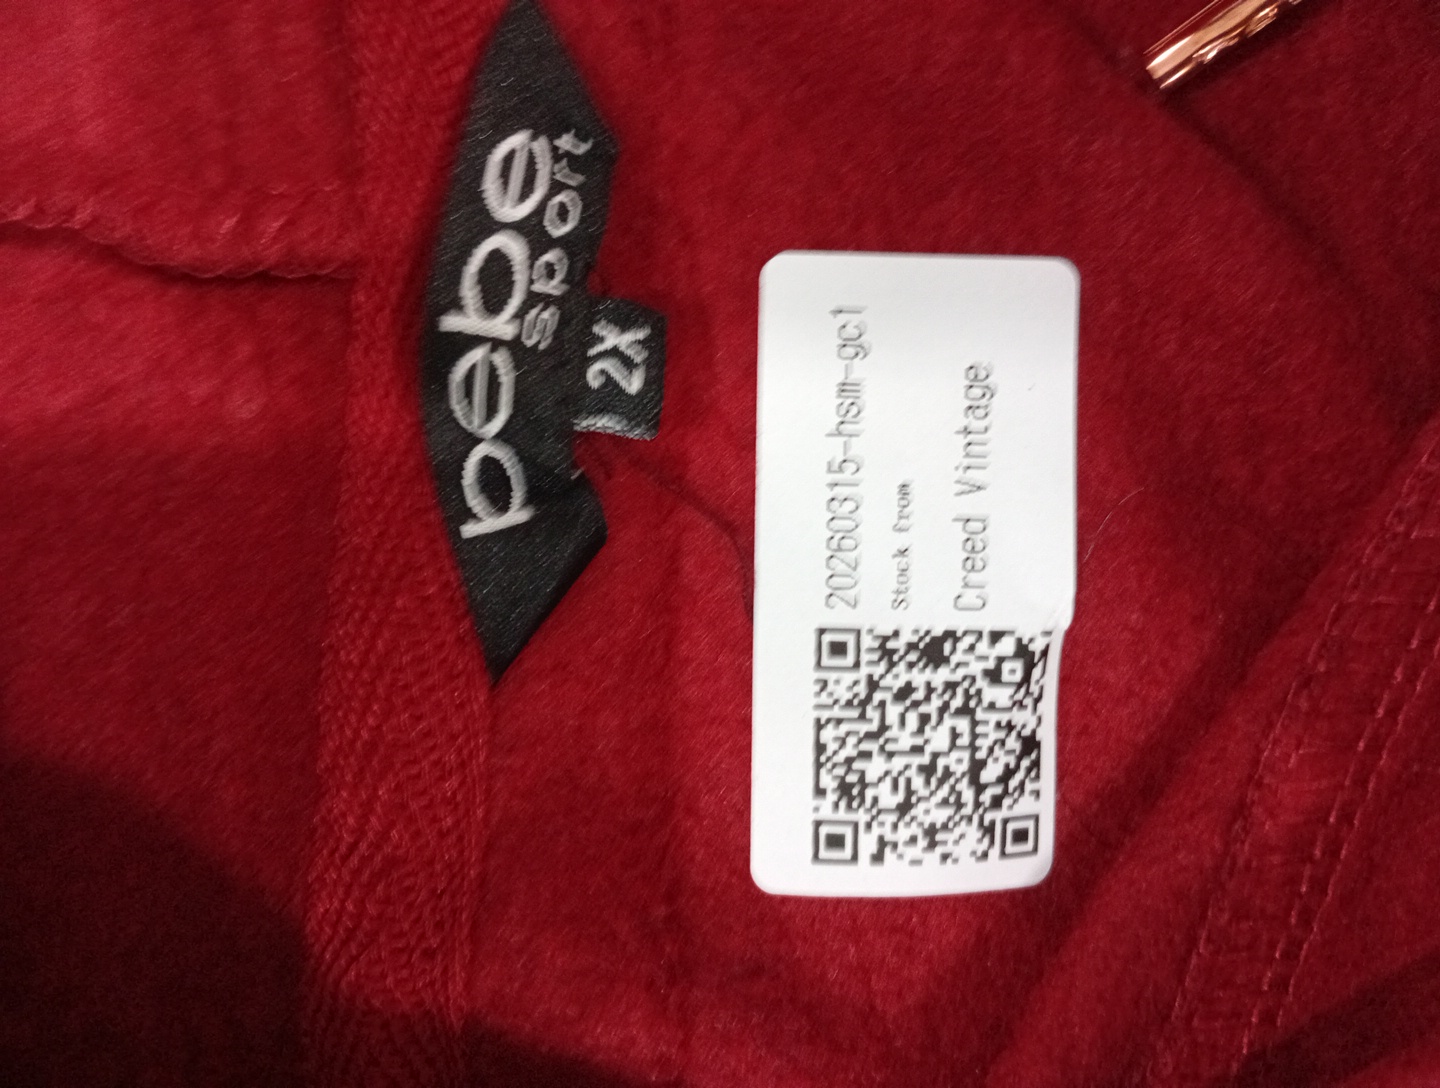 bebe
sport
2X
20260315-hsm-gc1
Stock from
Creed Vintage